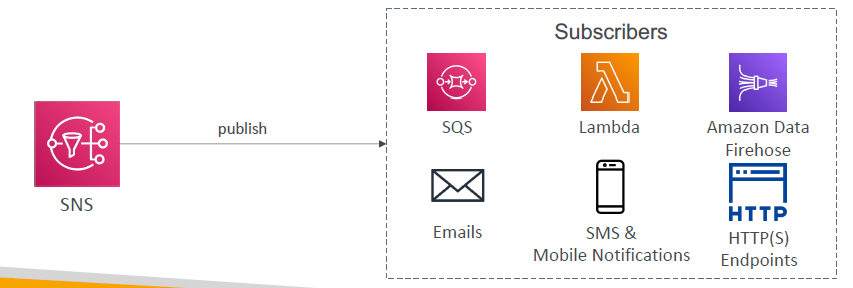 Subscribers
publish
SNS
SQS
Lambda
Amazon Data
Firehose
Emails
SMS &
Mobile Notifications
HTTP
HTTP(S)
Endpoints